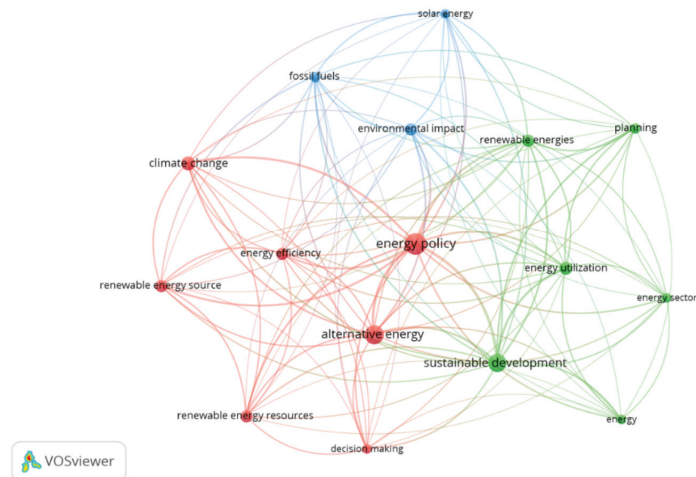 solar energy
fossil fuels
environmental impact
planning
renewable energies
climate change
energy policy
energy efficiency
energy utilization
renewable energy source
energy sector
alternative energy
sustainable development
renewable energy resources
energy
decision making
VOSviewer